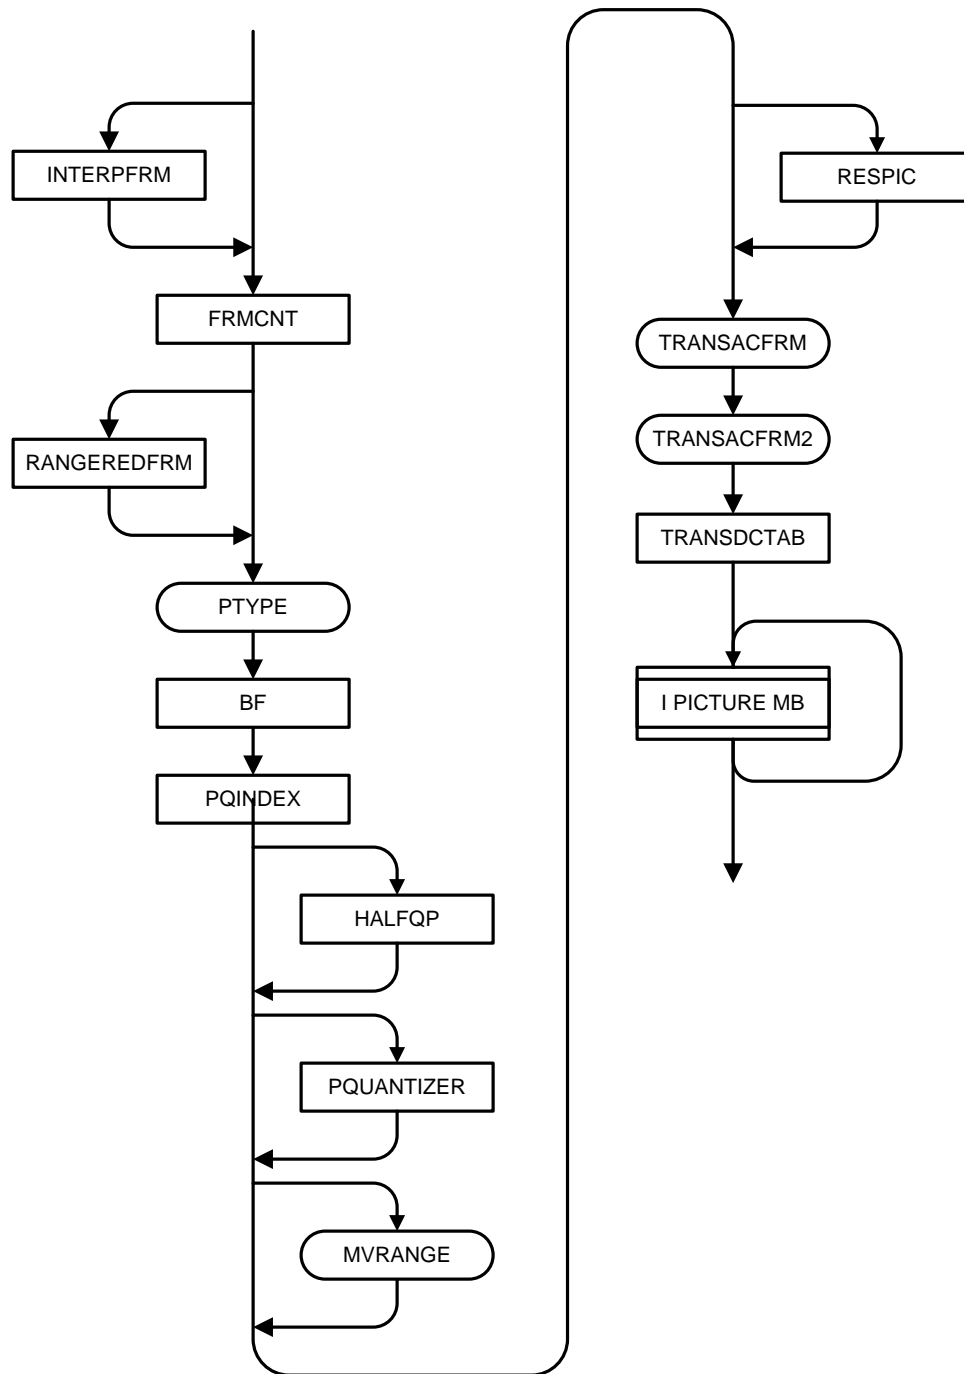 INTERPFRM
FRMCNT
RANGEREDFRM
PTYPE
BF
PQINDEX
HALFQP
PQUANTIZER
MVRANGE
RESPIC
TRANSACFRM
TRANSACFRM2
TRANSDCTAB
I PICTURE MB